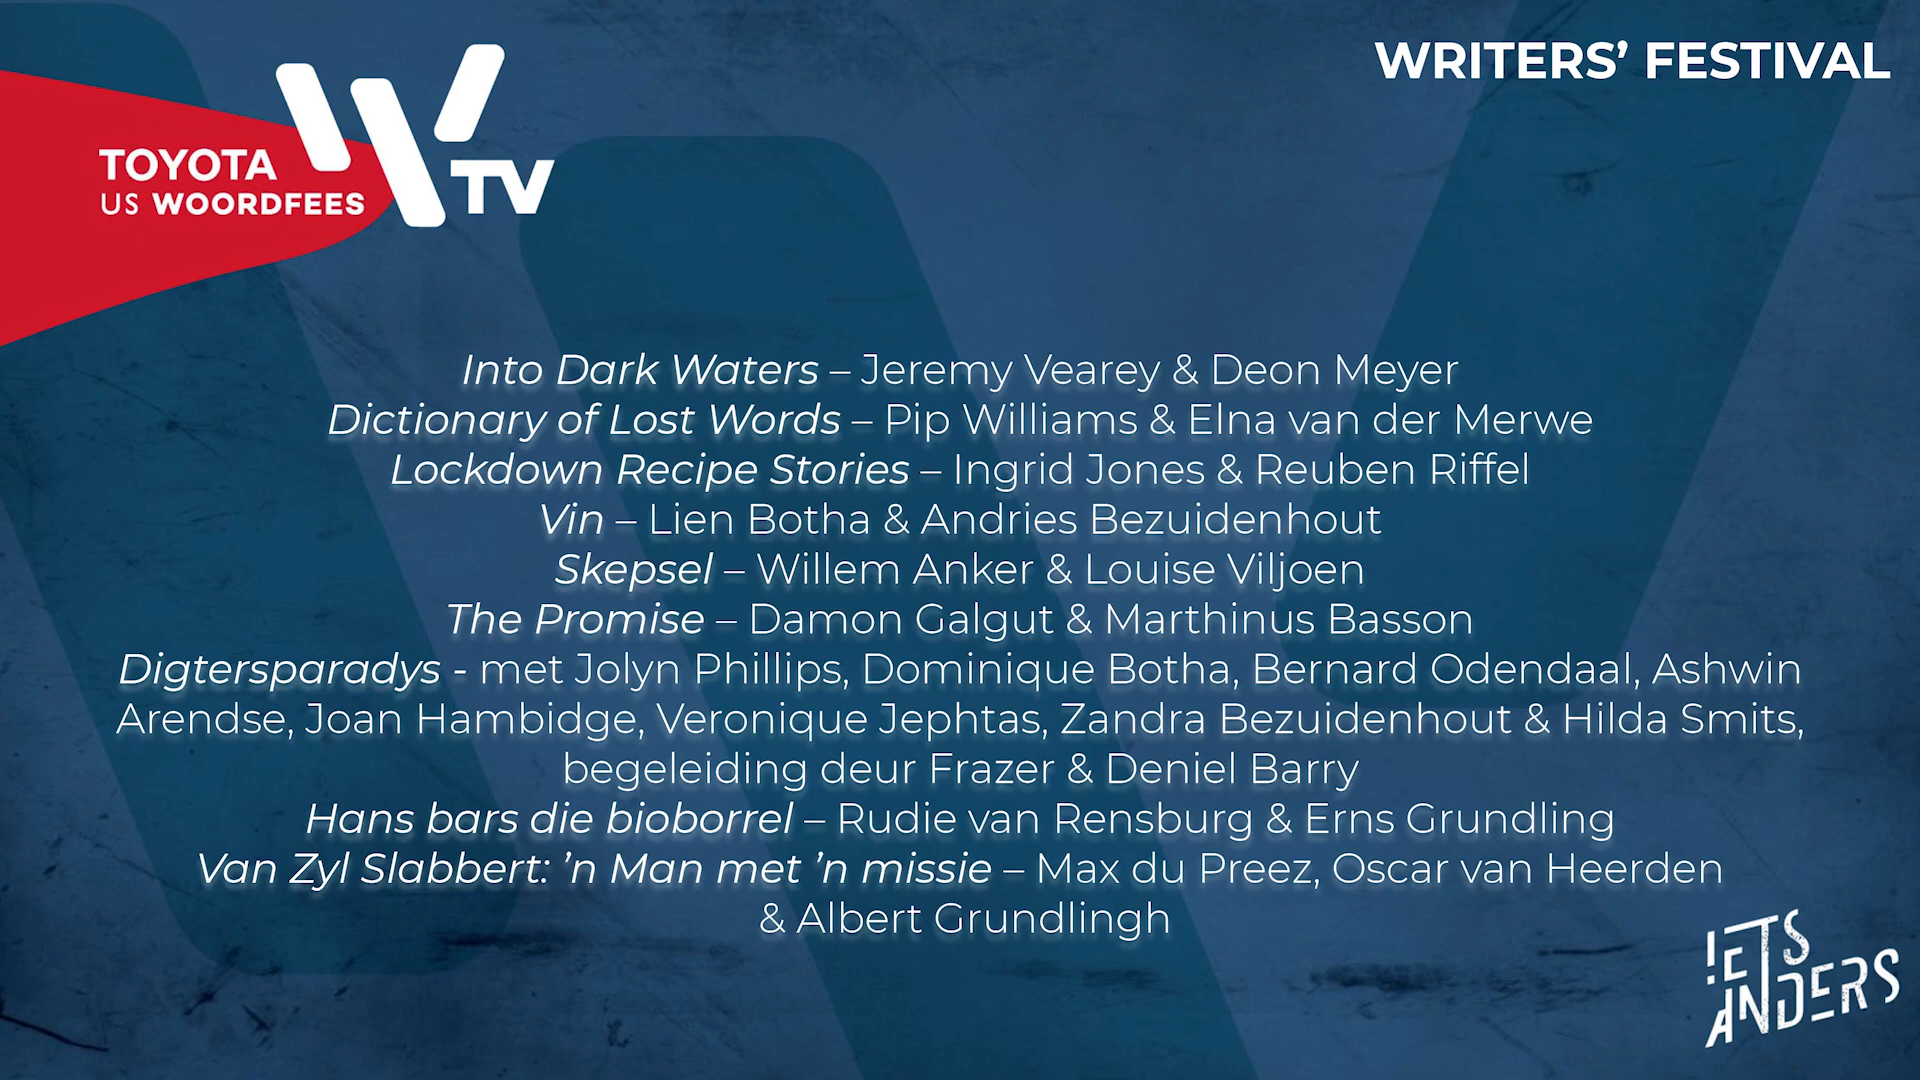 WRITERS’ FESTIVAL
TOYOTA
US WOORDFEES
W TV
Into Dark Waters – Jeremy Vearey & Deon Meyer
Dictionary of Lost Words – Pip Williams & Elna van der Merwe
Lockdown Recipe Stories – Ingrid Jones & Reuben Riffel
Vin – Lien Botha & Andries Bezuidenhout
Skepsel – Willem Anker & Louise Viljoen
The Promise – Damon Galgut & Marthinus Basson
Digtersparadys - met Jolyn Phillips, Dominique Botha, Bernard Odendaal, Ashwin
Arendse, Joan Hambidge, Veronique Jephtas, Zandra Bezuidenhout & Hilda Smits,
begeleiding deur Frazer & Deniel Barry
Hans bars die bioborrel – Rudie van Rensburg & Erns Grundling
Van Zyl Slabbert: ’n Man met ’n missie – Max du Preez, Oscar van Heerden
& Albert Grundlingh
!ETS
ANDERS